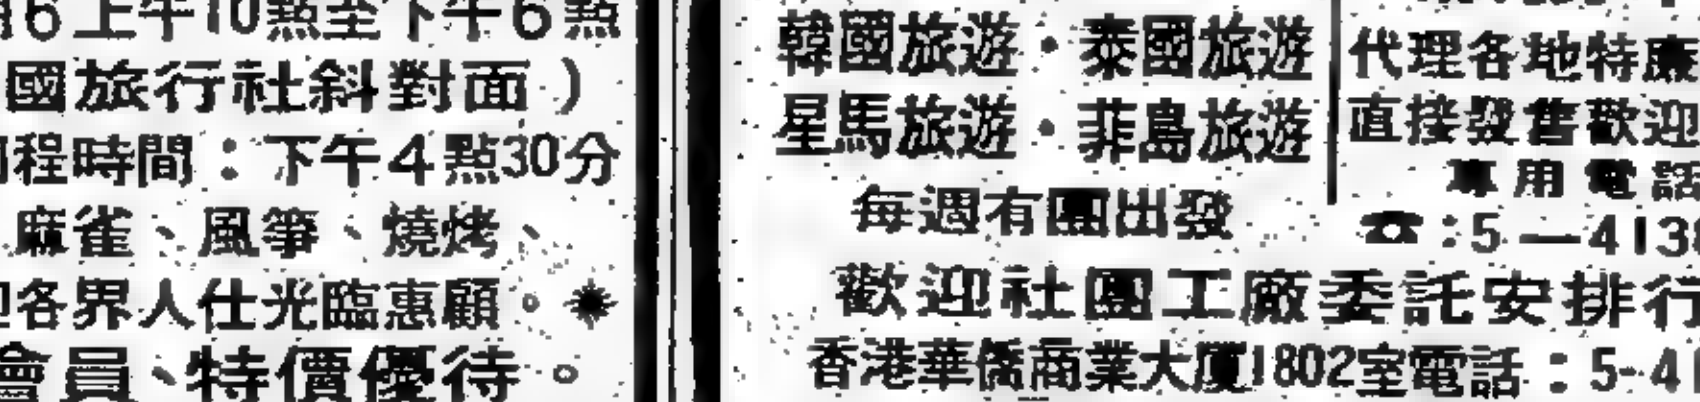 6上午10點至下午6點
國旅行社斜對面）
程時間：下午4點30分
麻雀、風箏、燒烤、
各界人仕光臨惠顧。✷
會員、特價優待。
韓國旅遊・泰國旅遊
星馬旅遊・菲島旅遊
每週有團出發
代理各地特廉
直接發售歡迎
專用電話
☎：5—413
歡迎社團工廠委託安排行
香港華僑商業大廈1802室電話：5-4